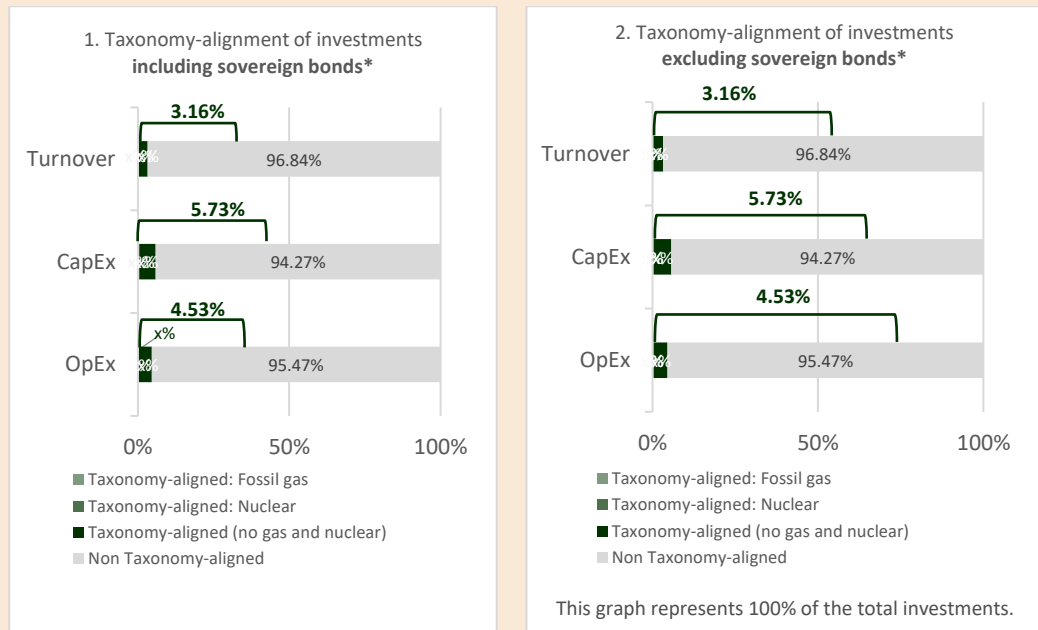 1. Taxonomy-alignment of investments
including sovereign bonds*
3.16%
Turnover
96.84%
5.73%
CapEx
94.27%
4.53%
x%
OpEx
95.47%
0% 50% 100%
Taxonomy-aligned: Fossil gas
Taxonomy-aligned: Nuclear
Taxonomy-aligned (no gas and nuclear)
Non Taxonomy-aligned
2. Taxonomy-alignment of investments
excluding sovereign bonds*
3.16%
Turnover
96.84%
5.73%
CapEx
94.27%
4.53%
OpEx
95.47%
0% 50% 100%
Taxonomy-aligned: Fossil gas
Taxonomy-aligned: Nuclear
Taxonomy-aligned (no gas and nuclear)
Non Taxonomy-aligned
This graph represents 100% of the total investments.